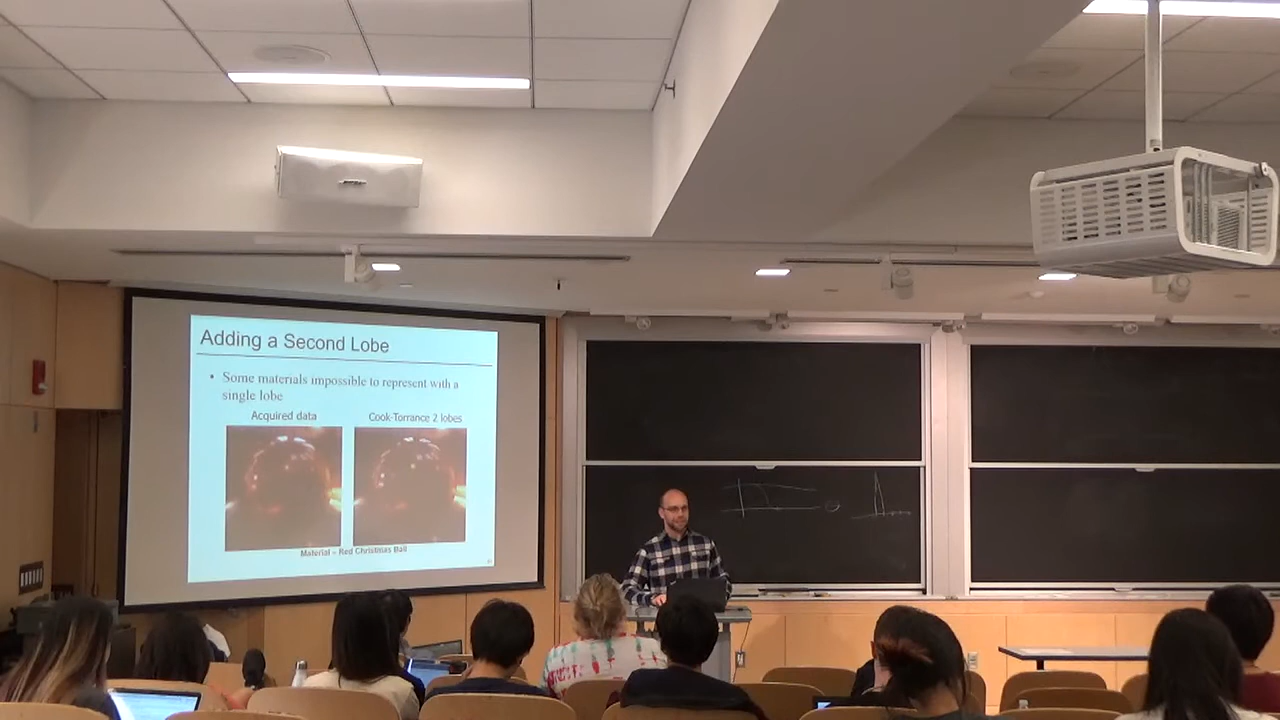 Adding a Second Lobe
• Some materials impossible to represent with a
single lobe
Acquired data
Cook-Torrance 2 lobes
Material – Red Christmas Ball